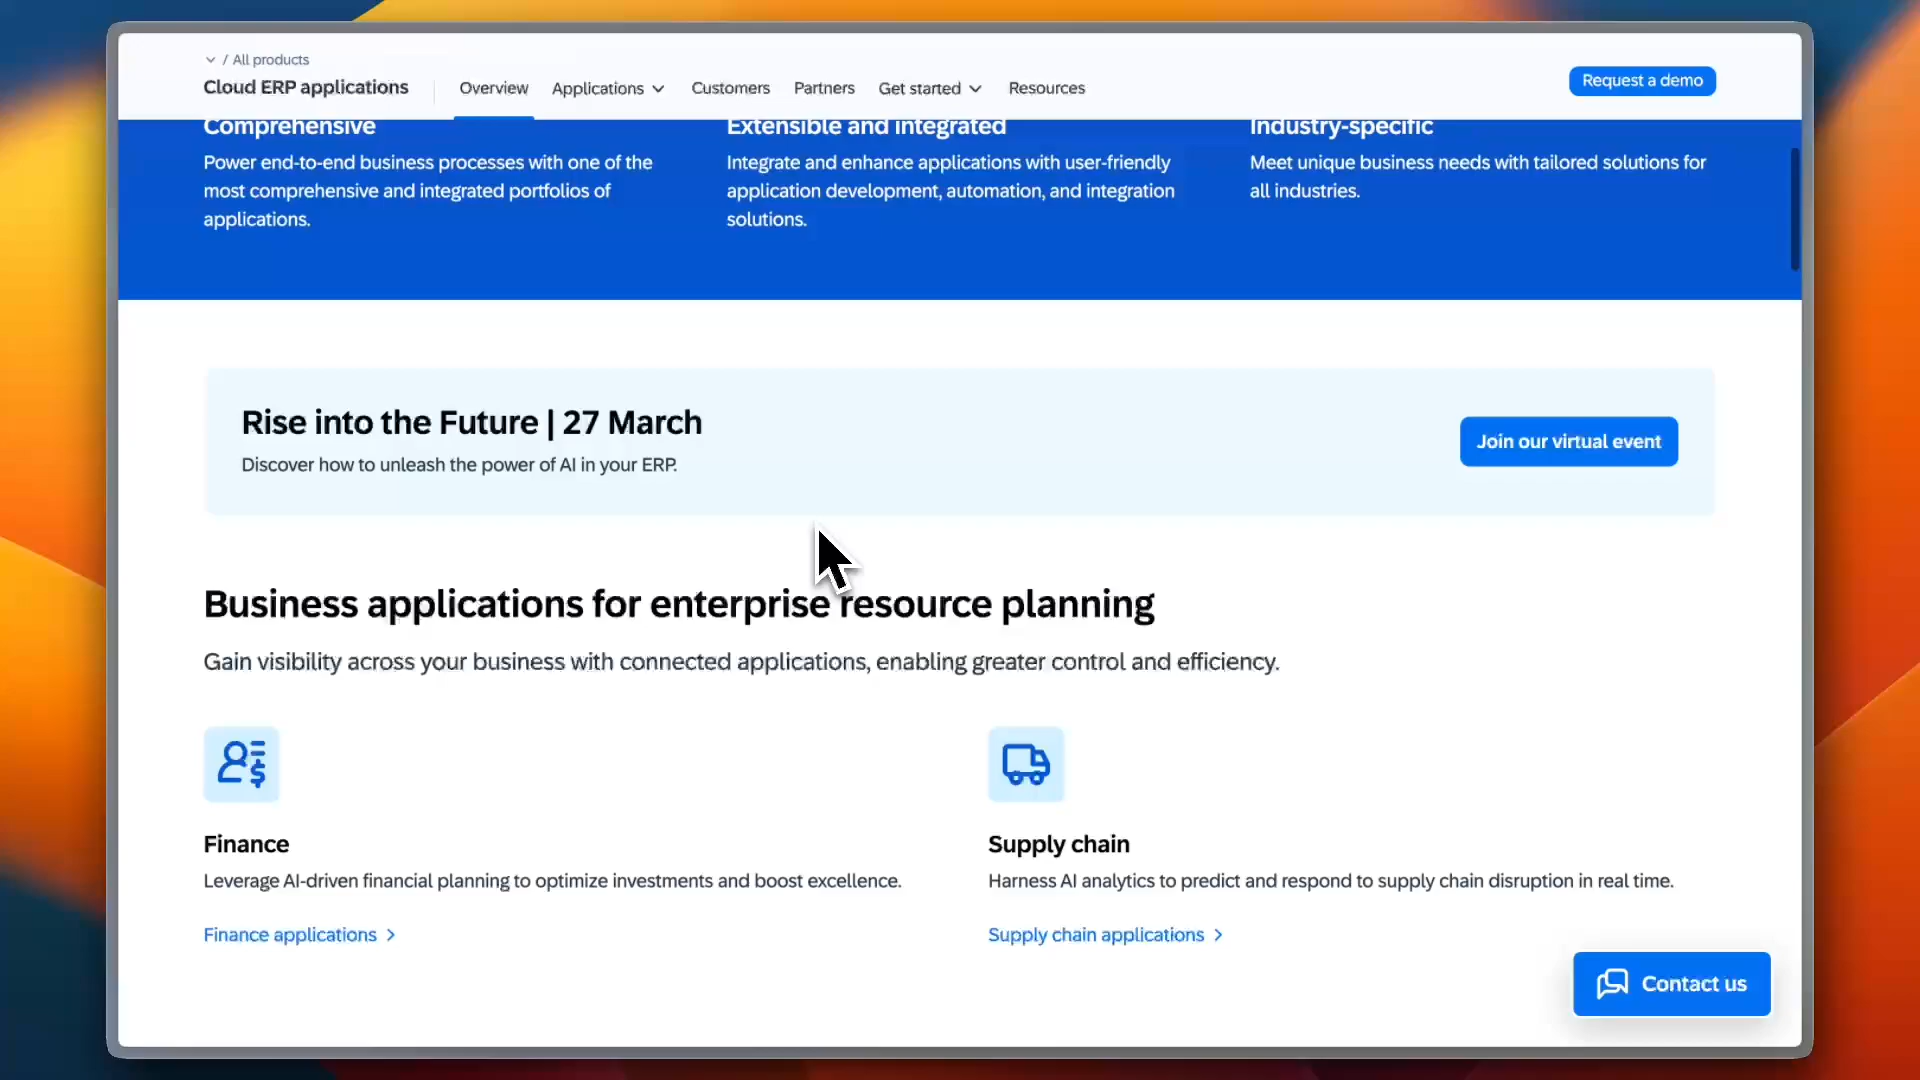 / All products
Cloud ERP applications
Overview
Applications
Customers
Partners
Get started
Resources
Request a demo
Comprehensive
Power end-to-end business processes with one of the
most comprehensive and integrated portfolios of
applications.
Extensible and integrated
Integrate and enhance applications with user-friendly
application development, automation, and integration
solutions.
Industry-specific
Meet unique business needs with tailored solutions for
all industries.
Rise into the Future | 27 March
Discover how to unleash the power of AI in your ERP.
Join our virtual event
Business applications for enterprise resource planning
Gain visibility across your business with connected applications, enabling greater control and efficiency.
Finance
Leverage AI-driven financial planning to optimize investments and boost excellence.
Finance applications
Supply chain
Harness AI analytics to predict and respond to supply chain disruption in real time.
Supply chain applications
Contact us